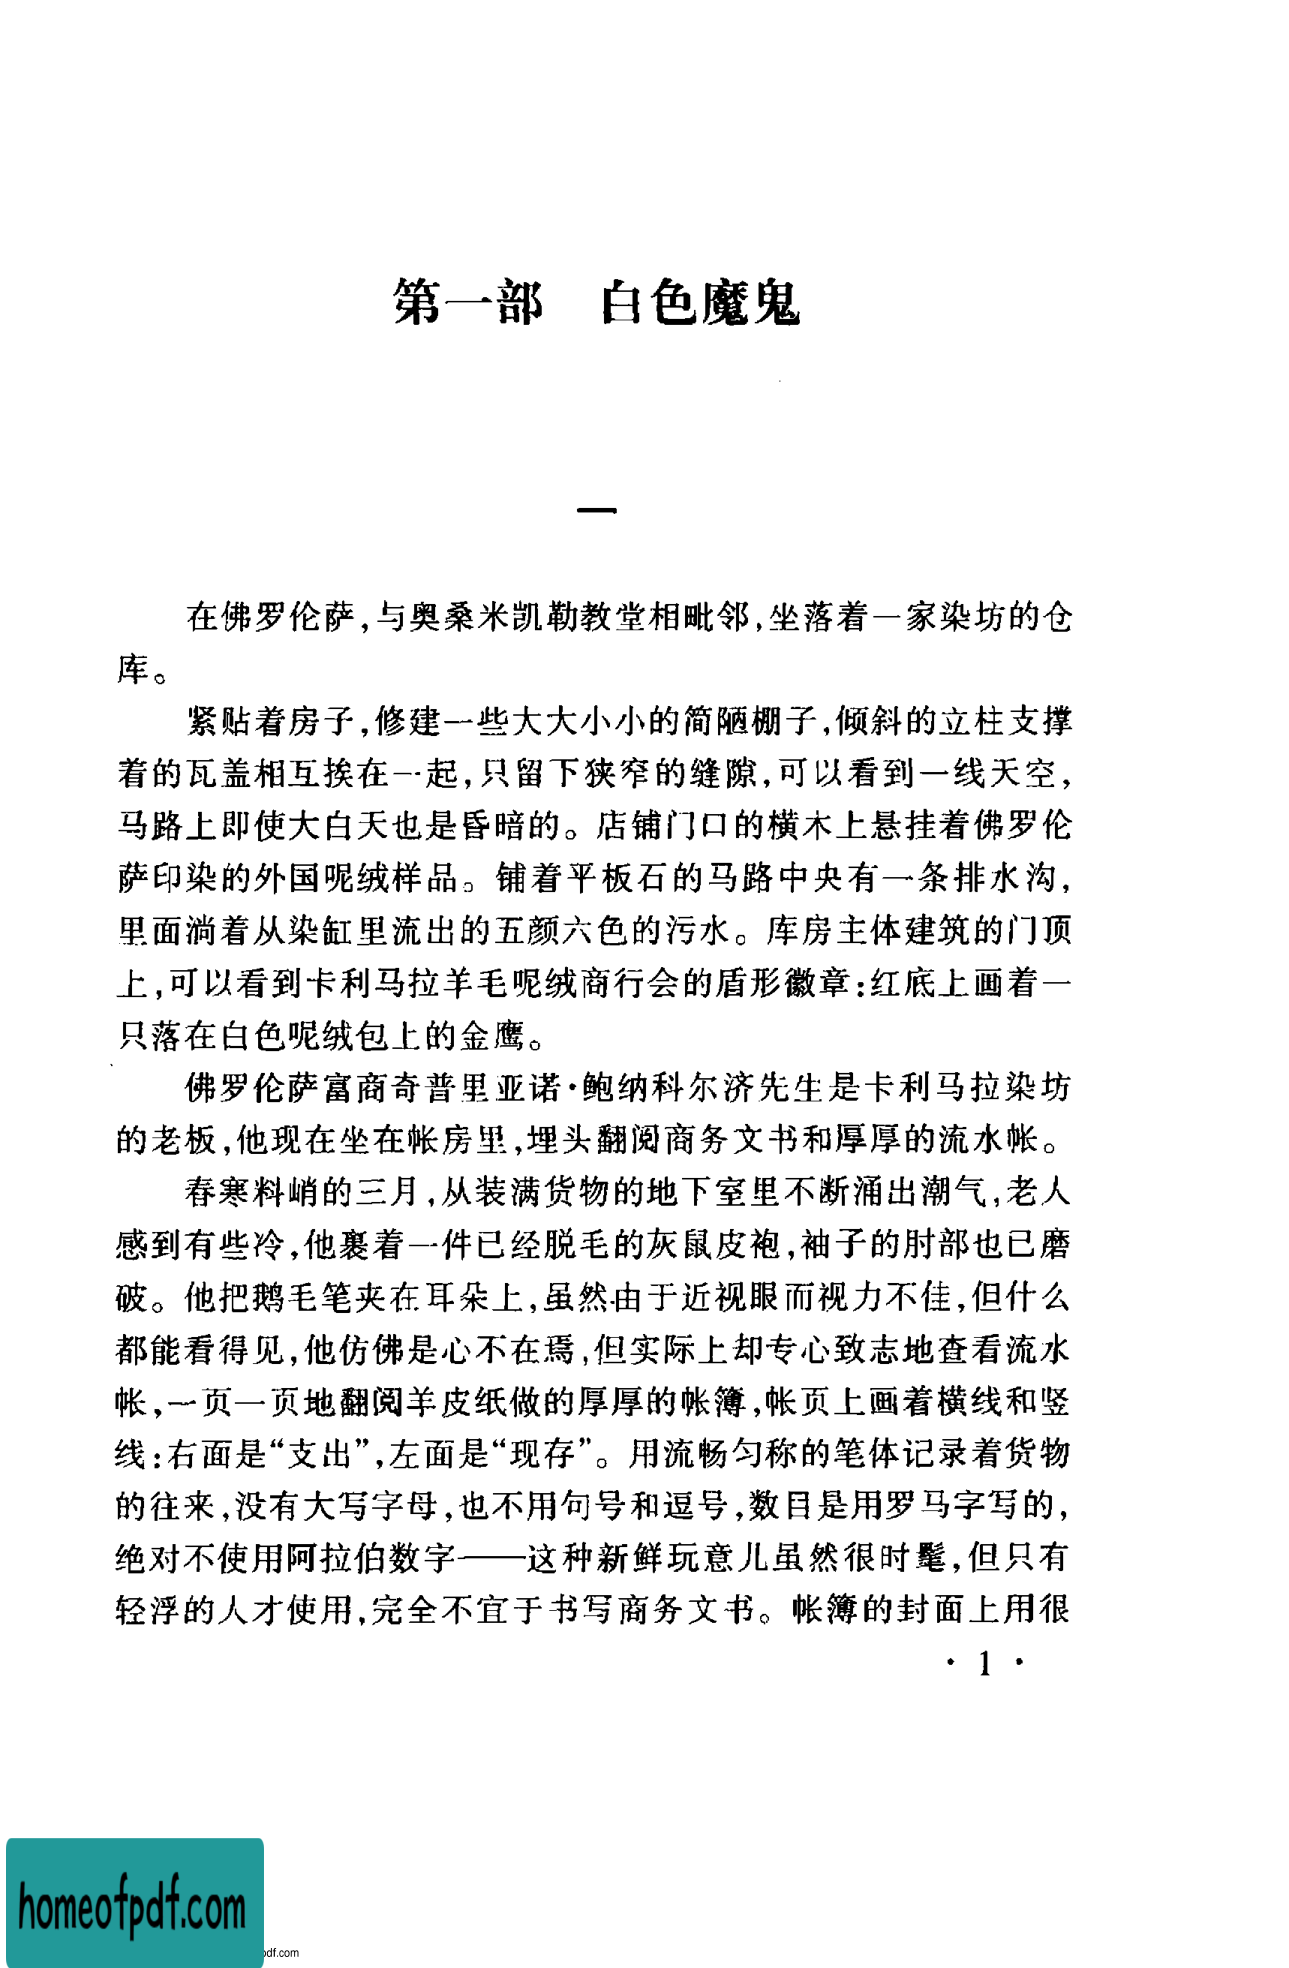 第一部　白色魔鬼
一
在佛罗伦萨，与奥桑米凯勒教堂相毗邻，坐落着一家染坊的仓
库。
紧贴着房子，修建一些大大小小的简陋棚子，倾斜的立柱支撑
着的瓦盖相互挨在一起，只留下狭窄的缝隙，可以看到一线天空，
马路上即使大白天也是昏暗的。店铺门口的横木上悬挂着佛罗伦
萨印染的外国呢绒样品。铺着平板石的马路中央有一条排水沟，
里面淌着从染缸里流出的五颜六色的污水。库房主体建筑的门顶
上，可以看到卡利马拉羊毛呢绒商行会的盾形徽章：红底上画着一
只落在白色呢绒包上的金鹰。
佛罗伦萨富商奇普里亚诺·鲍纳科尔济先生是卡利马拉染坊
的老板，他现在坐在帐房里，埋头翻阅商务文书和厚厚的流水帐。
春寒料峭的三月，从装满货物的地下室里不断涌出潮气，老人
感到有些冷，他裹着一件已经脱毛的灰鼠皮袍，袖子的肘部也已磨
破。他把鹅毛笔夹在耳朵上，虽然由于近视眼而视力不佳，但什么
都能看得见，他仿佛是心不在焉，但实际上却专心致志地查看流水
帐，一页一页地翻阅羊皮纸做的厚厚的帐簿，帐页上画着横线和竖
线：右面是“支出”，左面是“现存”。用流畅匀称的笔体记录着货物
的往来，没有大写字母，也不用句号和逗号，数目是用罗马字写的，
绝对不使用阿拉伯数字——这种新鲜玩意儿虽然很时髦，但只有
轻浮的人才使用，完全不宜于书写商务文书。帐簿的封面上用很
· 1 ·
homeofpdf.com
pdf.com